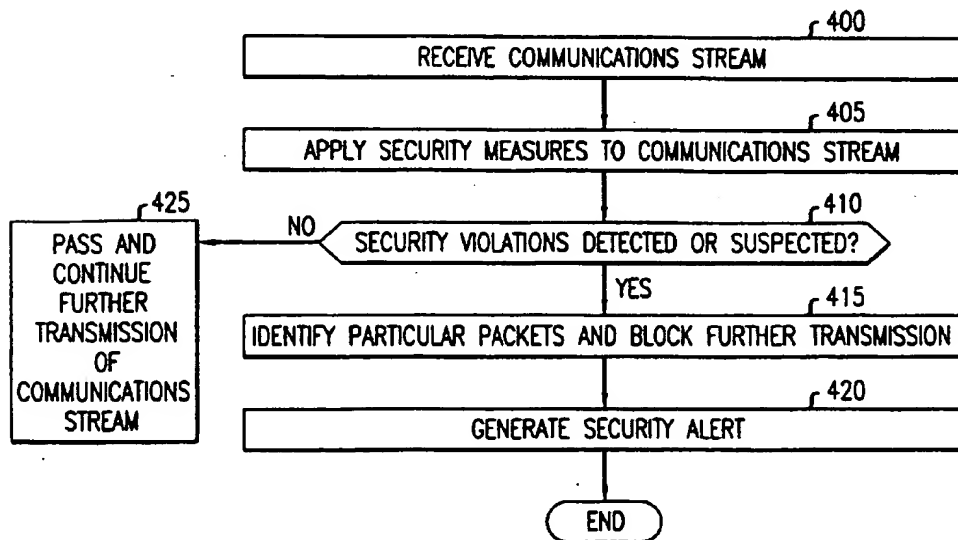 400
RECEIVE COMMUNICATIONS STREAM
405
APPLY SECURITY MEASURES TO COMMUNICATIONS STREAM
410
SECURITY VIOLATIONS DETECTED OR SUSPECTED?
NO
425
PASS AND
CONTINUE
FURTHER
TRANSMISSION
OF
COMMUNICATIONS
STREAM
YES
415
IDENTIFY PARTICULAR PACKETS AND BLOCK FURTHER TRANSMISSION
420
GENERATE SECURITY ALERT
END